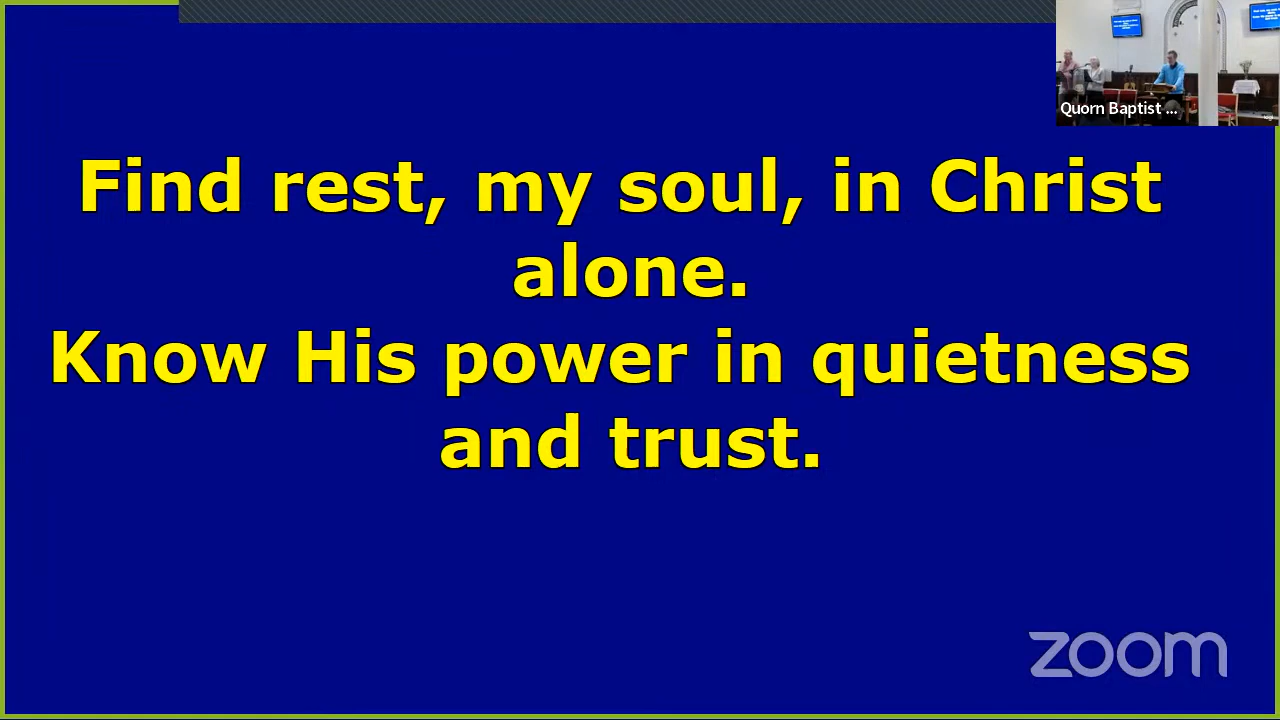 Find rest, my soul, in Christ
alone.
Know His power in quietness
and trust.
Quorn Baptist ...
zoom